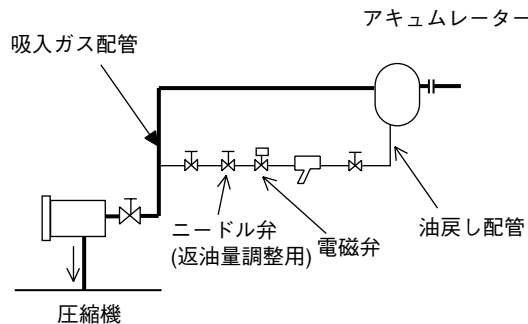 アキュムレーター
吸入ガス配管
ニードル弁
(返油量調整用)
電磁弁
油戻し配管
圧縮機